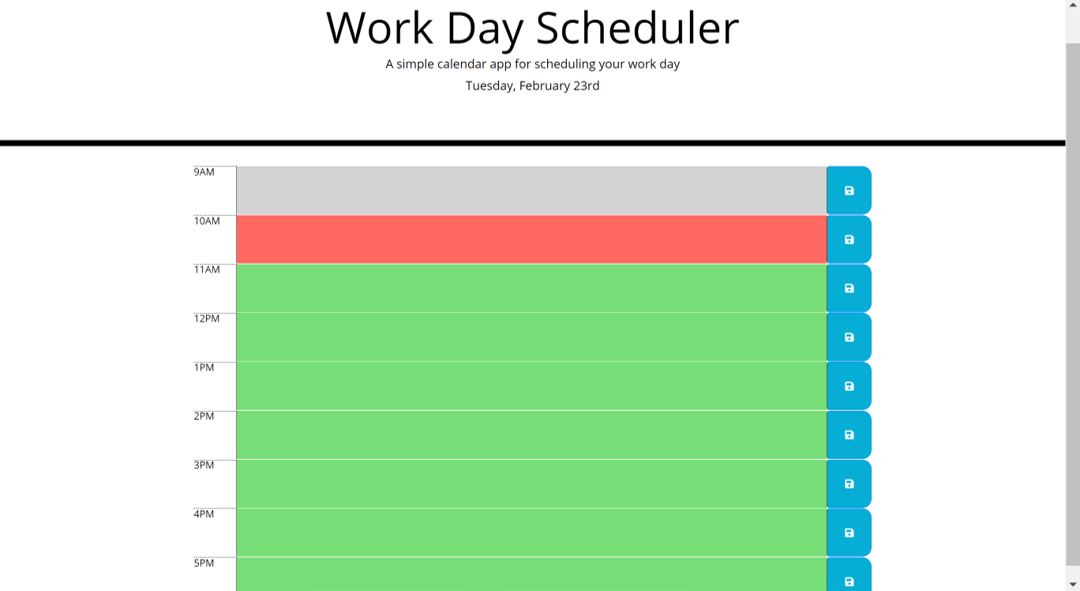 Work Day Scheduler
A simple calendar app for scheduling your work day
Tuesday, February 23rd
9AM
10AM
11AM
12PM
1PM
2PM
3PM
4PM
5PM